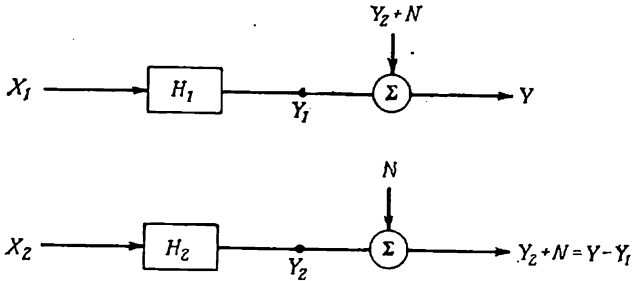 Y₂+N
X₁ H₁ Y₁ Σ Y
N
X₂ H₂ Y₂ Σ Y₂+N=Y−Y₁